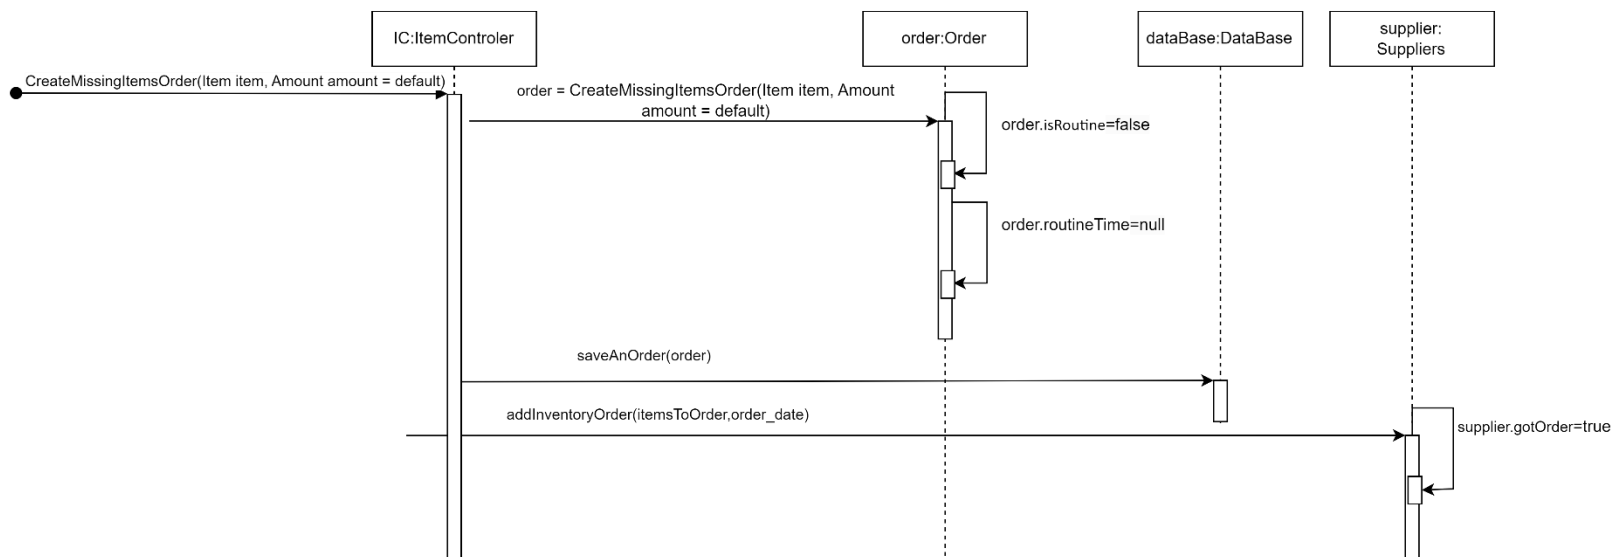 IC:ItemControler
order:Order
dataBase:DataBase
supplier:
Suppliers
CreateMissingItemsOrder(Item item, Amount amount = default)
order = CreateMissingItemsOrder(Item item, Amount
amount = default)
order.isRoutine=false
order.routineTime=null
saveAnOrder(order)
addInventoryOrder(itemsToOrder,order_date)
supplier.gotOrder=true